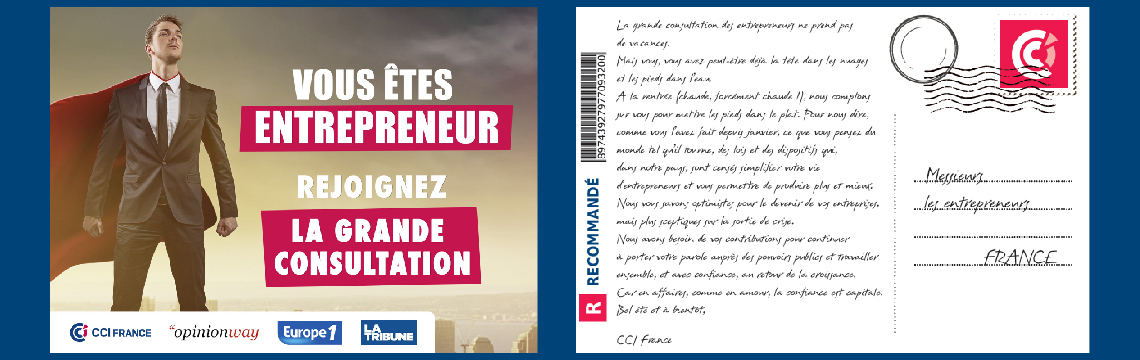 VOUS ÊTES
ENTREPRENEUR
REJOIGNEZ
LA GRANDE
CONSULTATION
CCI FRANCE
"opinionway
Europe 1
LA
TRIBUNE
3974392797709З200
RECOMMANDÉ
R
La grande consultation des entrepreneurs ne prend pas
de vacances.
Mais vous, vous avez peut-être déjà la tête dans les nuages
et les pieds dans l'eau.
A la rentrée (chaude, forcément chaude !), nous comptons
sur vous pour mettre les pieds dans le plat. Pour nous dire,
comme vous l'avez fait depuis janvier, ce que vous pensez du
monde tel qu'il tourne, des lois et des dispositifs qui,
dans notre pays, sont censés simplifier votre vie
d'entrepreneurs et vous permettre de produire plus et mieux.
Nous vous savons optimistes pour le devenir de vos entreprises,
mais plus sceptiques sur la sortie de crise.
Nous avons besoin de vos contributions pour continuer
à porter votre parole auprès des pouvoirs publics et travailler
ensemble, et avec confiance, au retour de la croissance.
Car en affaires, comme en amour, la confiance est capitale.
Bel été et à bientôt,
CCI France
Messieurs
les entrepreneurs
FRANCE